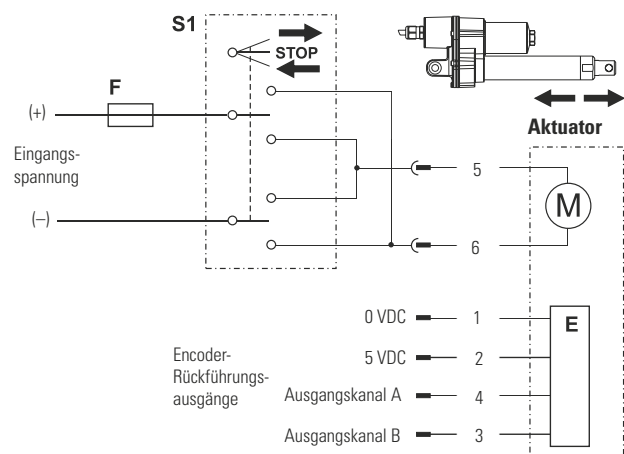 S1
STOP
F
(+)
Eingangs-
spannung
(–)
Aktuator
5
M
6
0 VDC 1
E
5 VDC 2
Encoder-
Rückführungs-
ausgänge
Ausgangskanal A 4
Ausgangskanal B 3